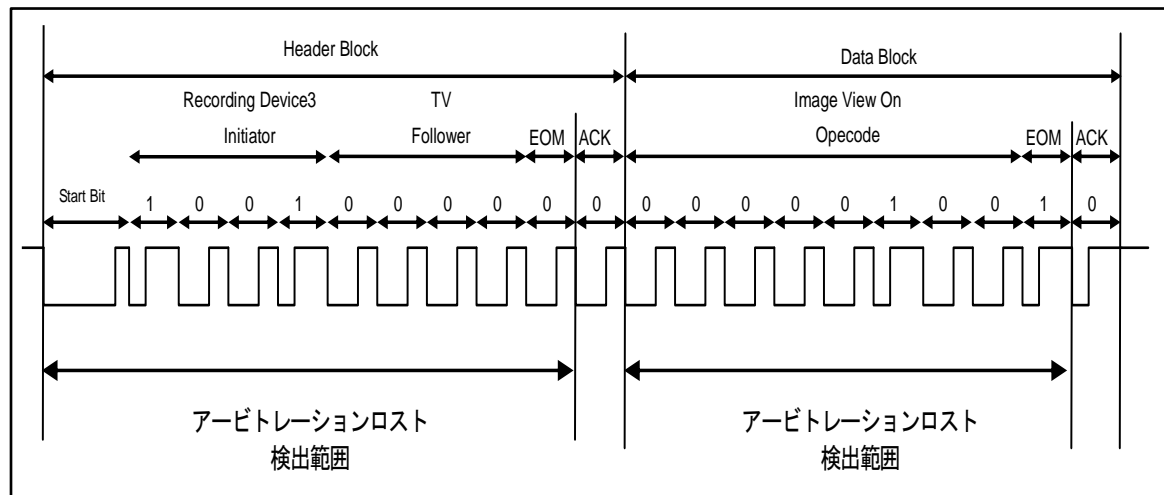 Header Block
Data Block
Recording Device3 TV Image View On
Initiator Follower EOM ACK Opecode EOM ACK
Start Bit 1 0 0 1 0 0 0 0 0 0 0 0 0 0 0 1 0 0 1 0
アービトレーションロスト アービトレーションロスト
検出範囲 検出範囲